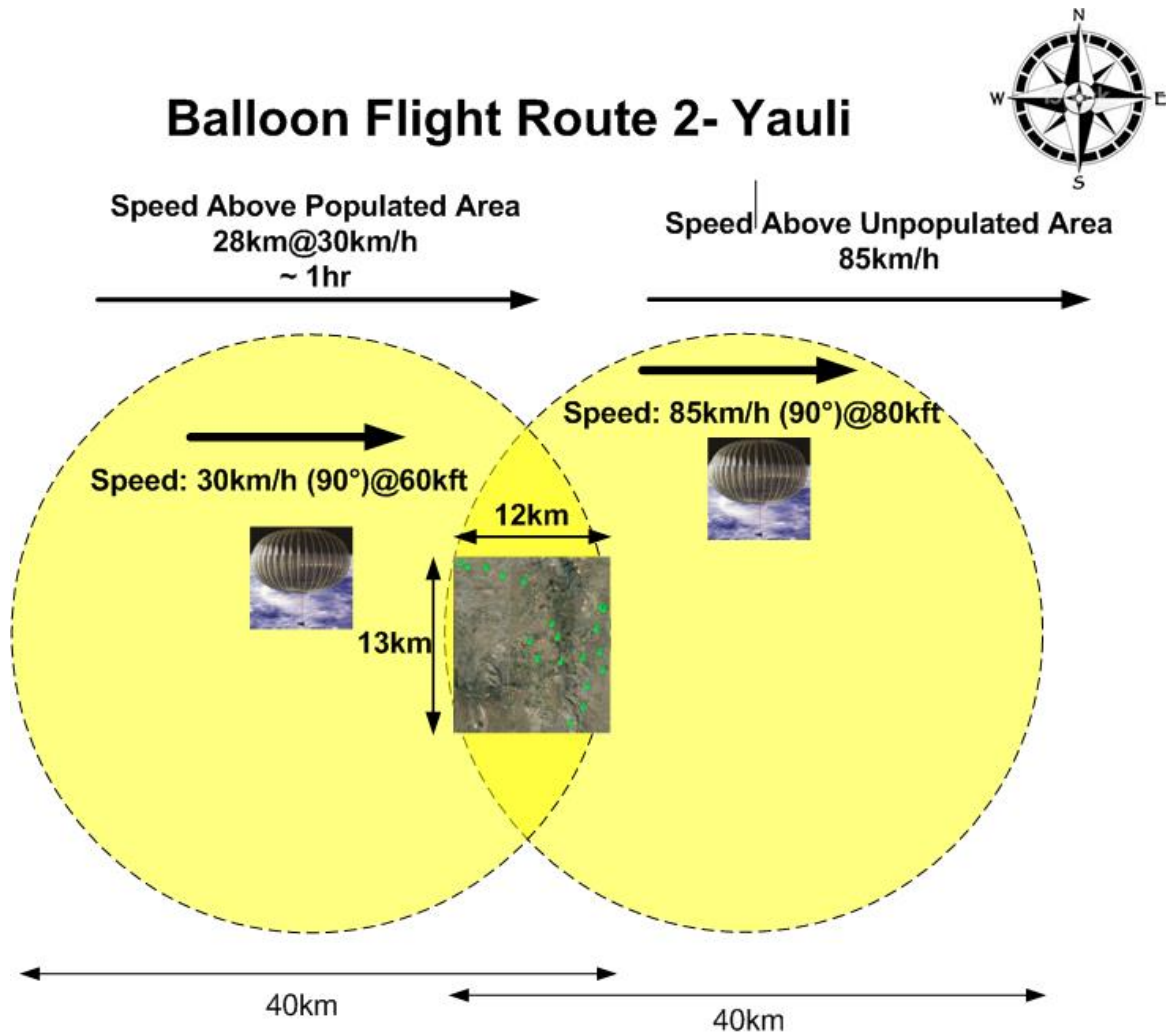 N
W E
S
Balloon Flight Route 2- Yauli
Speed Above Populated Area
28km@30km/h
~ 1hr
Speed Above Unpopulated Area
85km/h
Speed: 30km/h (90°)@60kft
Speed: 85km/h (90°)@80kft
12km
13km
40km
40km